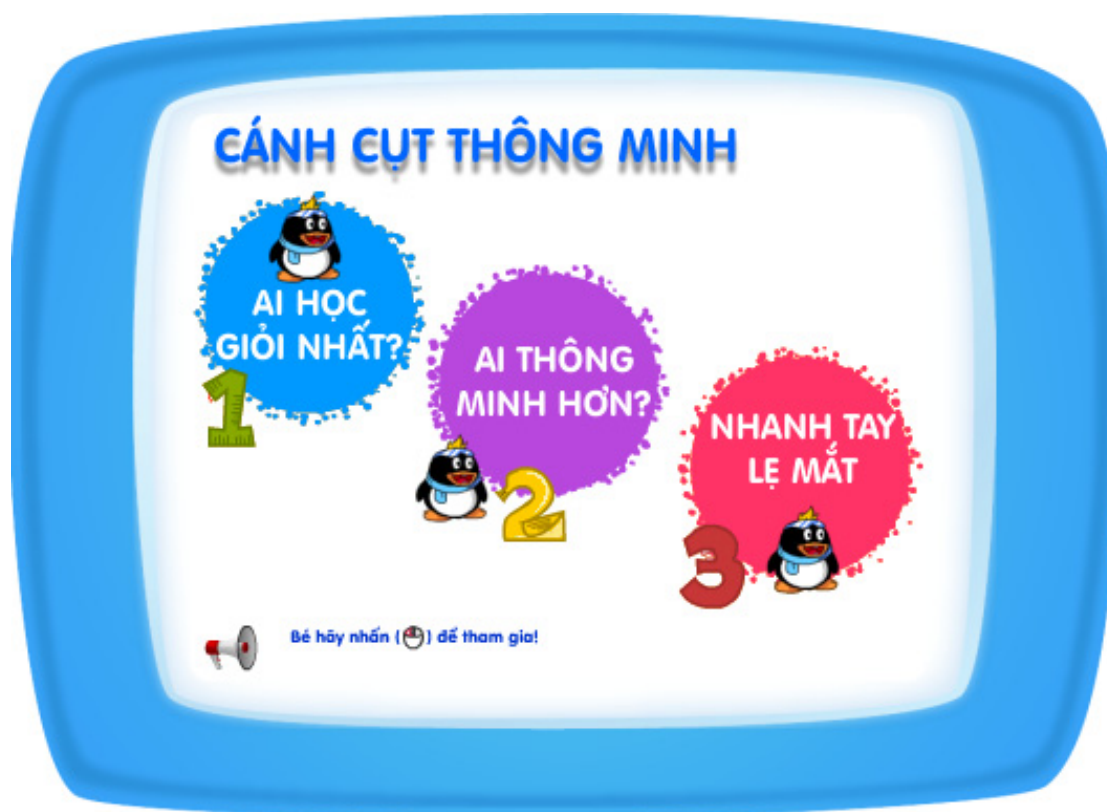 CÁNH CỤT THÔNG MINH
AI HỌC
GIỎI NHẤT?
1
AI THÔNG
MINH HƠN?
2
NHANH TAY
LẸ MẮT
3
Bé hãy nhấn ( ) để tham gia!